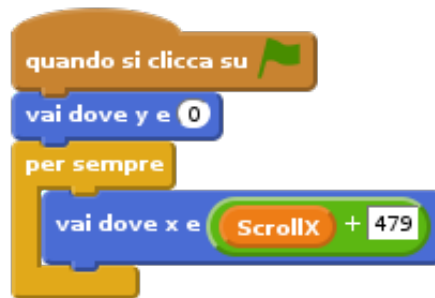 quando si clicca su
vai dove y e 0
per sempre
vai dove x e ScrollX + 479